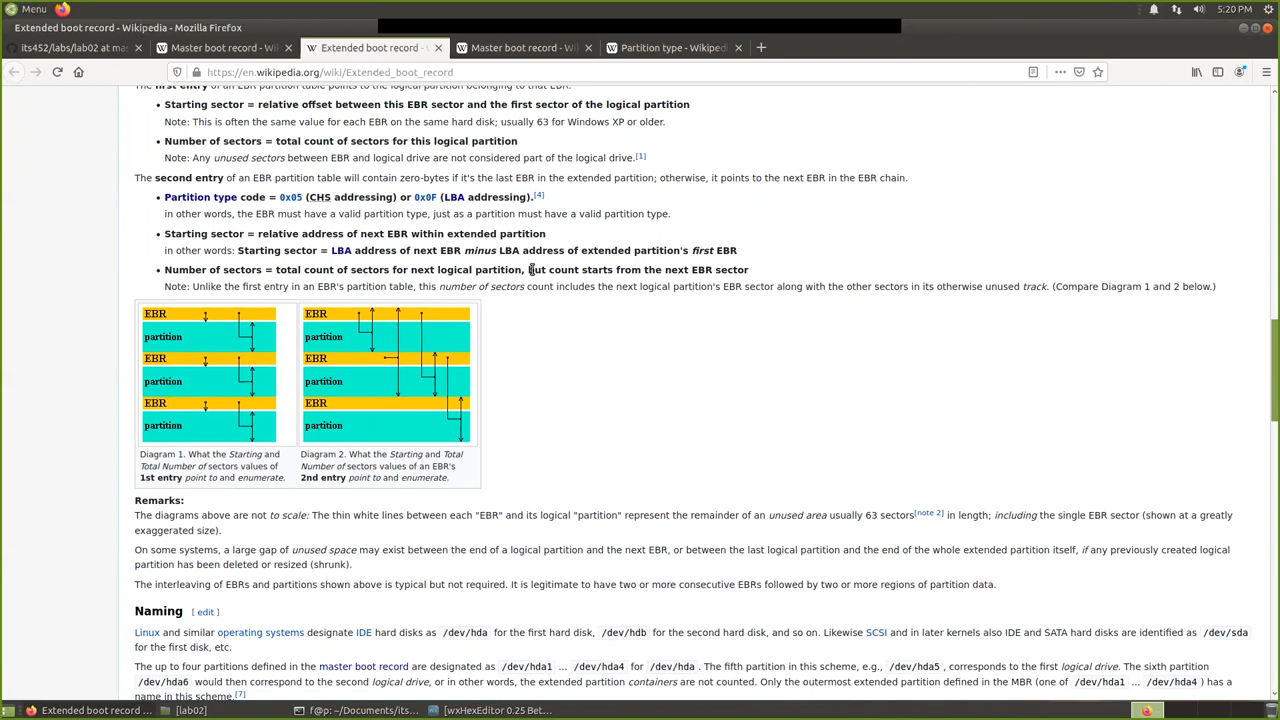 Menu
5:20 PM
Extended boot record - Wikipedia - Mozilla Firefox
its452/labs/lab02 at mas
Master boot record - Wi
Extended boot record -
Master boot record - Wi
Partition type - Wikiped
https://en.wikipedia.org/wiki/Extended_boot_record
The first entry of an EBR partition table points to the logical partition belonging to that EBR:
• Starting sector = relative offset between this EBR sector and the first sector of the logical partition
Note: This is often the same value for each EBR on the same hard disk; usually 63 for Windows XP or older.
• Number of sectors = total count of sectors for this logical partition
Note: Any unused sectors between EBR and logical drive are not considered part of the logical drive.[1]
The second entry of an EBR partition table will contain zero-bytes if it's the last EBR in the extended partition; otherwise, it points to the next EBR in the EBR chain.
• Partition type code = 0x05 (CHS addressing) or 0x0F (LBA addressing).[4]
in other words, the EBR must have a valid partition type, just as a partition must have a valid partition type.
• Starting sector = relative address of next EBR within extended partition
in other words: Starting sector = LBA address of next EBR minus LBA address of extended partition's first EBR
• Number of sectors = total count of sectors for next logical partition, but count starts from the next EBR sector
Note: Unlike the first entry in an EBR's partition table, this number of sectors count includes the next logical partition's EBR sector along with the other sectors in its otherwise unused track. (Compare Diagram 1 and 2 below.)
EBR
partition
EBR
partition
EBR
partition
EBR
partition
EBR
partition
EBR
partition
Diagram 1. What the Starting and
Total Number of sectors values of
1st entry point to and enumerate.
Diagram 2. What the Starting and Total
Number of sectors values of an EBR's
2nd entry point to and enumerate.
Remarks:
The diagrams above are not to scale: The thin white lines between each "EBR" and its logical "partition" represent the remainder of an unused area usually 63 sectors[note 2] in length; including the single EBR sector (shown at a greatly
exaggerated size).
On some systems, a large gap of unused space may exist between the end of a logical partition and the next EBR, or between the last logical partition and the end of the whole extended partition itself, if any previously created logical
partition has been deleted or resized (shrunk).
The interleaving of EBRs and partitions shown above is typical but not required. It is legitimate to have two or more consecutive EBRs followed by two or more regions of partition data.
Naming [ edit ]
Linux and similar operating systems designate IDE hard disks as /dev/hda for the first hard disk, /dev/hdb for the second hard disk, and so on. Likewise SCSI and in later kernels also IDE and SATA hard disks are identified as /dev/sda
for the first disk, etc.
The up to four partitions defined in the master boot record are designated as /dev/hda1 ... /dev/hda4 for /dev/hda. The fifth partition in this scheme, e.g., /dev/hda5, corresponds to the first logical drive. The sixth partition
/dev/hda6 would then correspond to the second logical drive, or in other words, the extended partition containers are not counted. Only the outermost extended partition defined in the MBR (one of /dev/hda1 ... /dev/hda4) has a
name in this scheme.[7]
Extended boot record ...
[lab02]
f@p: ~/Documents/its...
[wxHexEditor 0.25 Bet...